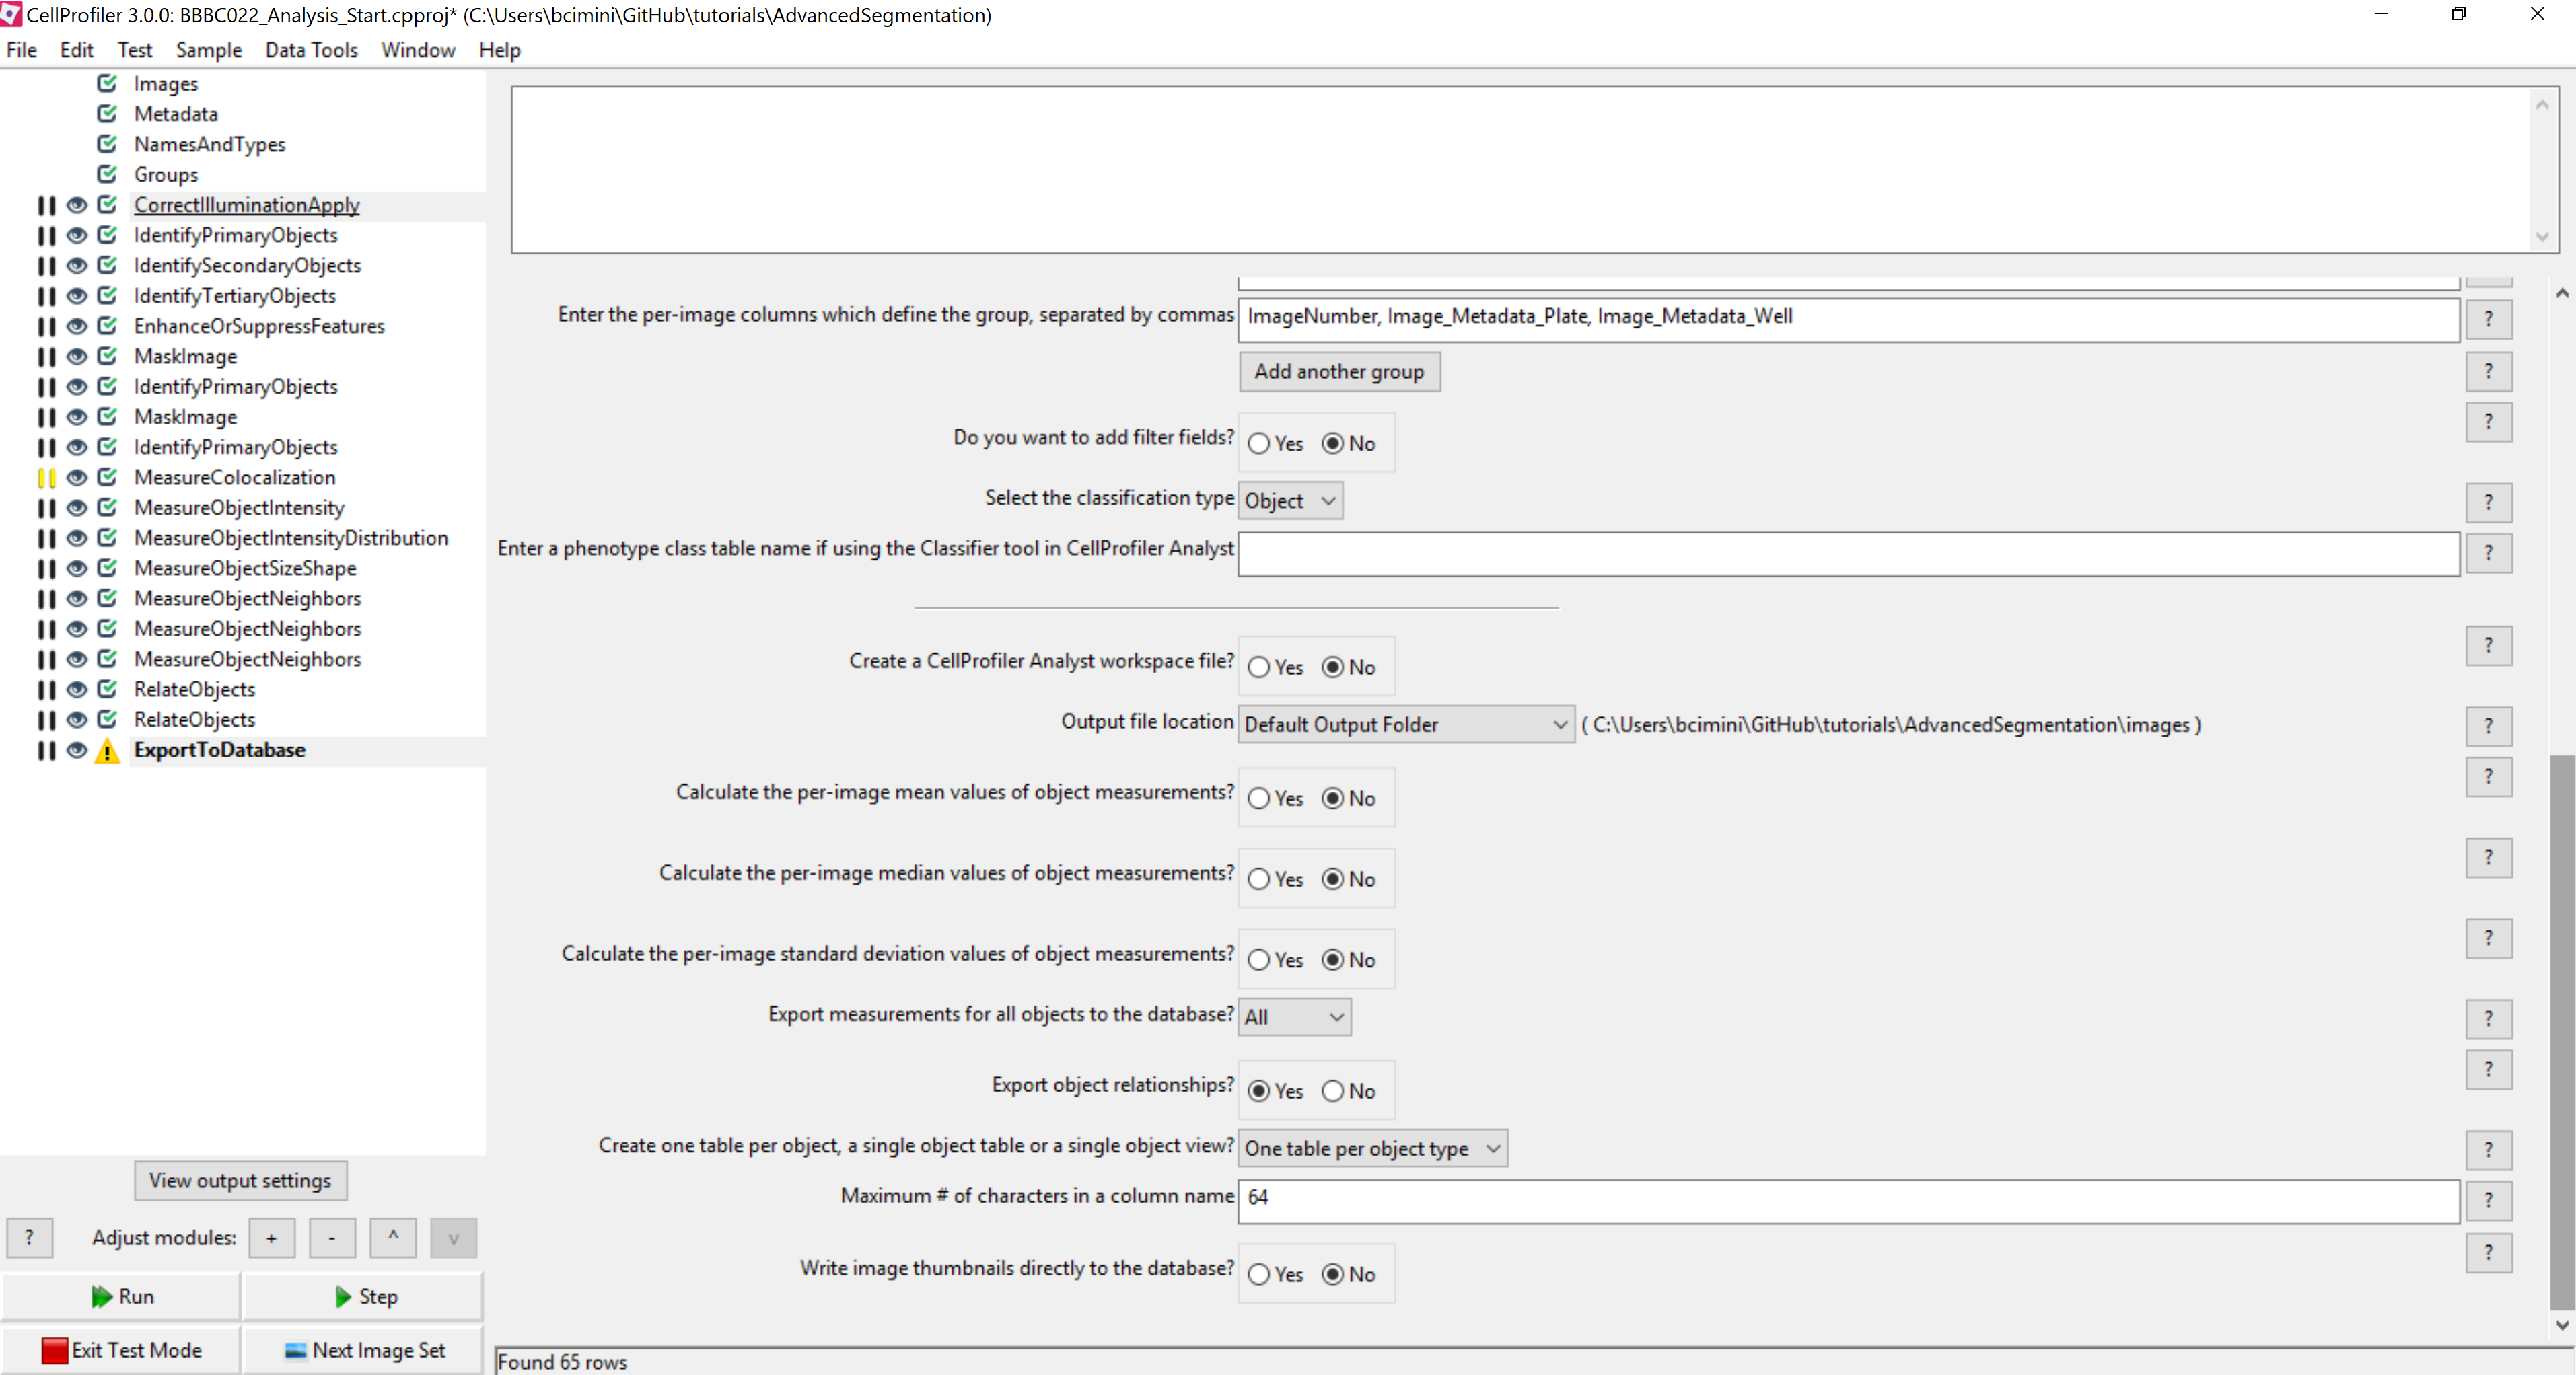 CellProfiler 3.0.0: BBBC022_Analysis_Start.cpproj* (C:\Users\bcimini\GitHub\tutorials\AdvancedSegmentation)
File Edit Test Sample Data Tools Window Help
Images
Metadata
NamesAndTypes
Groups
CorrectIlluminationApply
IdentifyPrimaryObjects
IdentifySecondaryObjects
IdentifyTertiaryObjects
EnhanceOrSuppressFeatures
MaskImage
IdentifyPrimaryObjects
MaskImage
IdentifyPrimaryObjects
MeasureColocalization
MeasureObjectIntensity
MeasureObjectIntensityDistribution
MeasureObjectSizeShape
MeasureObjectNeighbors
MeasureObjectNeighbors
MeasureObjectNeighbors
RelateObjects
RelateObjects
ExportToDatabase
View output settings
? Adjust modules: + - ^ v
Run Step
Exit Test Mode Next Image Set
Enter the per-image columns which define the group, separated by commas ImageNumber, Image_Metadata_Plate, Image_Metadata_Well ?
Add another group ?
Do you want to add filter fields? Yes No ?
Select the classification type Object ?
Enter a phenotype class table name if using the Classifier tool in CellProfiler Analyst ?
Create a CellProfiler Analyst workspace file? Yes No ?
Output file location Default Output Folder ( C:\Users\bcimini\GitHub\tutorials\AdvancedSegmentation\images ) ?
Calculate the per-image mean values of object measurements? Yes No ?
Calculate the per-image median values of object measurements? Yes No ?
Calculate the per-image standard deviation values of object measurements? Yes No ?
Export measurements for all objects to the database? All ?
Export object relationships? Yes No ?
Create one table per object, a single object table or a single object view? One table per object type ?
Maximum # of characters in a column name 64 ?
Write image thumbnails directly to the database? Yes No ?
Found 65 rows